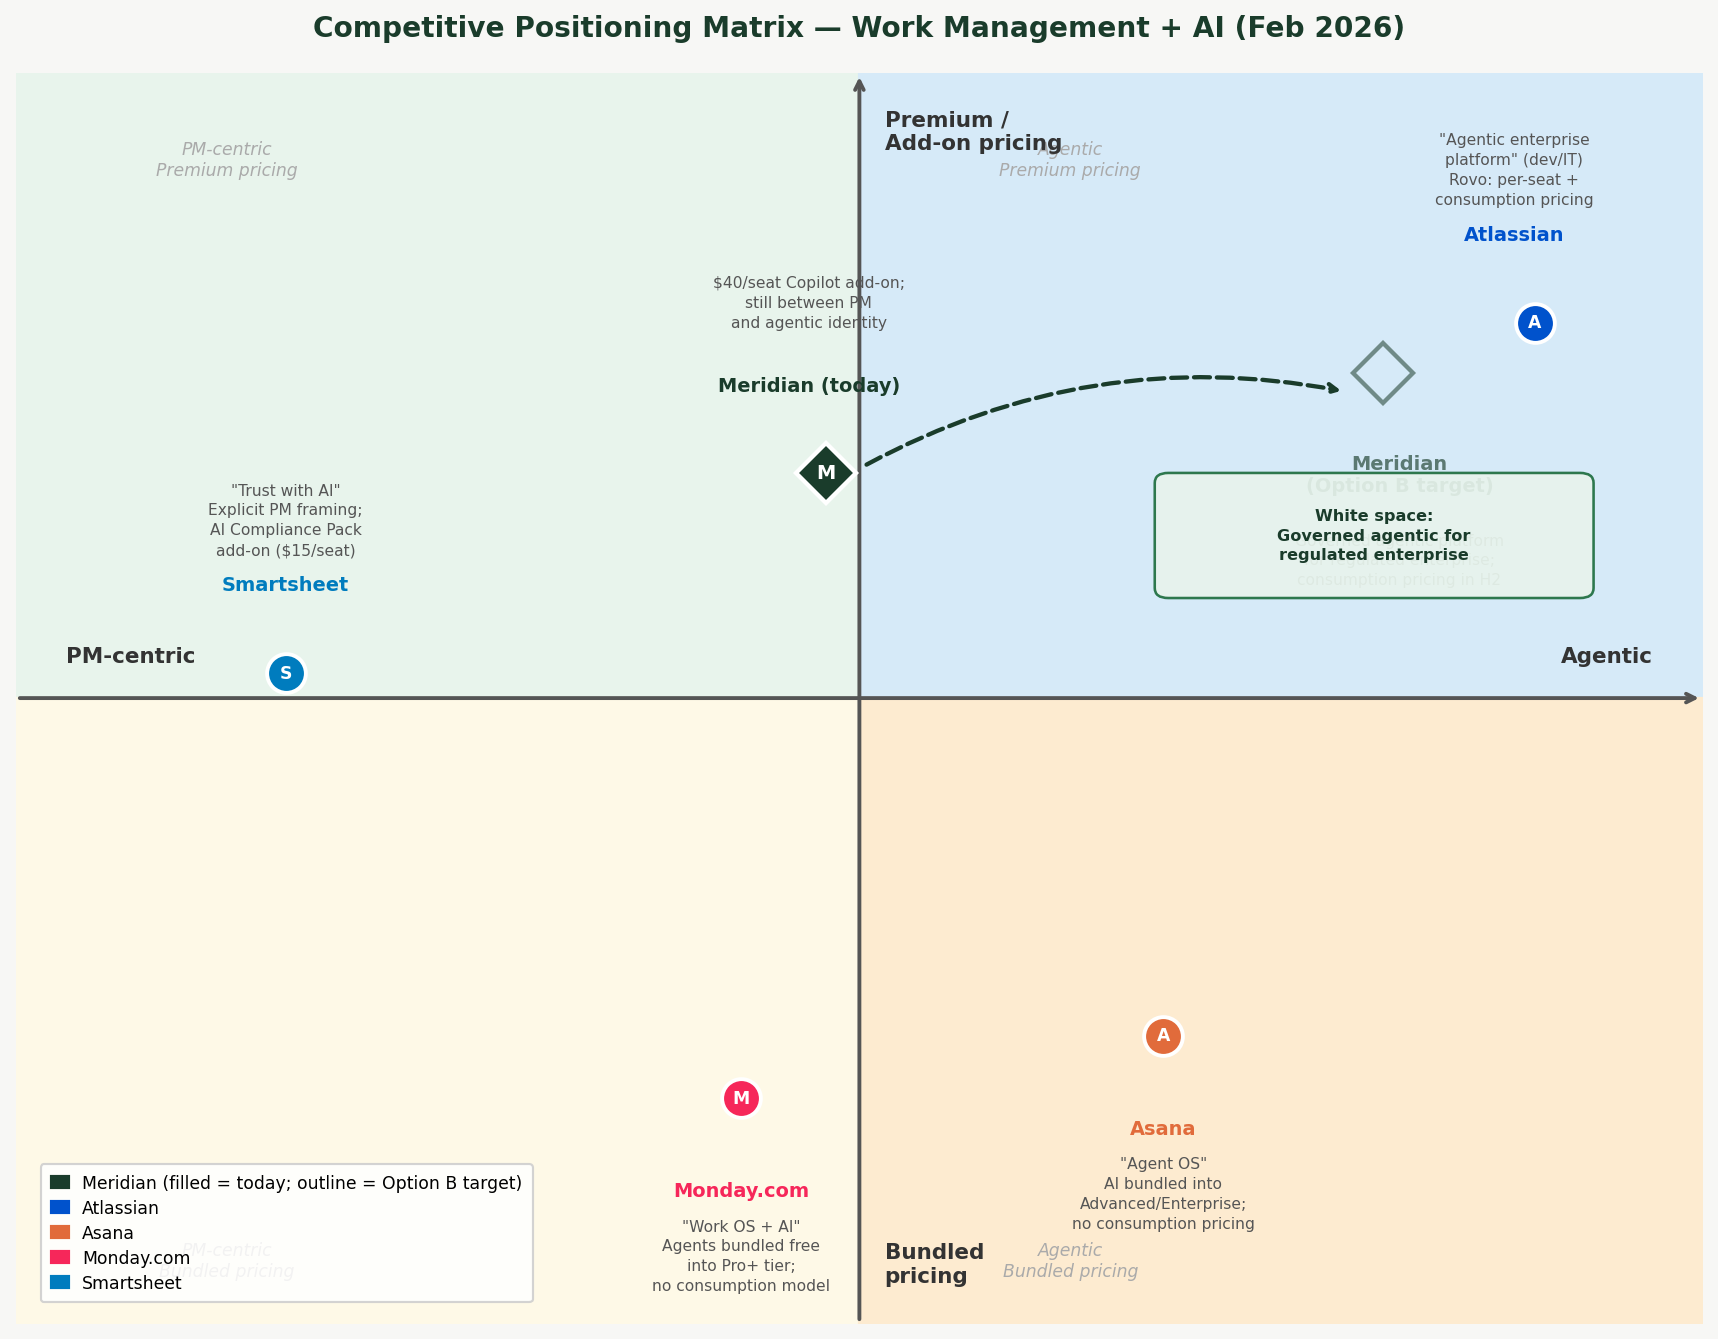 Competitive Positioning Matrix — Work Management + AI (Feb 2026)
Premium /
Add-on pricing
PM-centric
Premium pricing
Agentic
Premium pricing
"Agentic enterprise
platform" (dev/IT)
Rovo: per-seat +
consumption pricing
Atlassian
A
$40/seat Copilot add-on;
still between PM
and agentic identity
Meridian (today)
M
Meridian
(Option B target)
White space:
Governed agentic for
regulated enterprise
consumption pricing in H2
"Trust with AI"
Explicit PM framing;
AI Compliance Pack
add-on ($15/seat)
Smartsheet
S
PM-centric
Agentic
A
Asana
"Agent OS"
AI bundled into
Advanced/Enterprise;
no consumption pricing
M
Monday.com
"Work OS + AI"
Agents bundled free
into Pro+ tier;
no consumption model
Bundled
pricing
Agentic
Bundled pricing
PM-centric
Bundled pricing
Meridian (filled = today; outline = Option B target)
Atlassian
Asana
Monday.com
Smartsheet